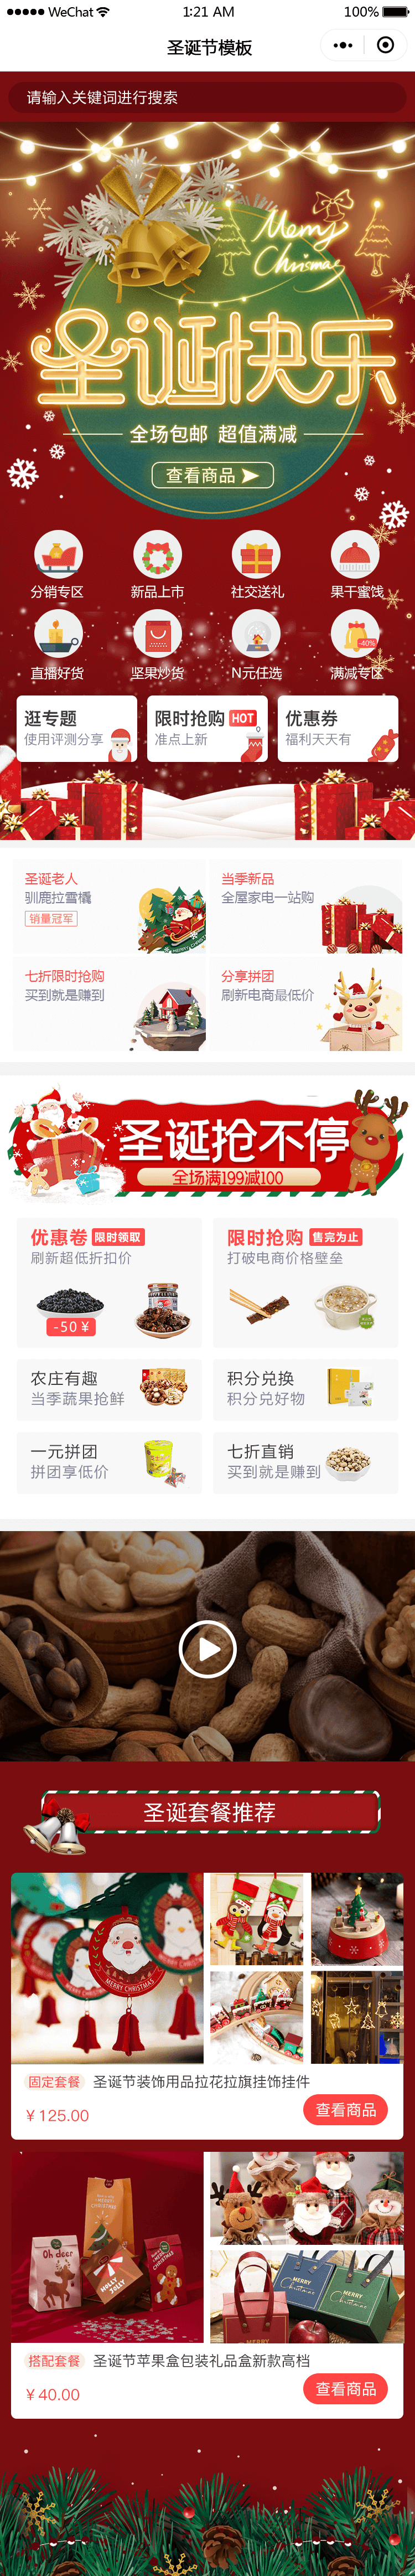 WeChat 1:21 AM 100%
圣诞节模板
请输入关键词进行搜索
Merry
Chrismas
圣诞快乐
全场包邮 超值满减
查看商品
分销专区 新品上市 社交送礼 果干蜜饯
-40%
直播好货 坚果炒货 N元任选 满减专区
逛专题 限时抢购 HOT 优惠券
使用评测分享 准点上新 福利天天有
圣诞老人 当季新品
驯鹿拉雪橇 全屋家电一站购
销量冠军
七折限时抢购 分享拼团
买到就是赚到 刷新电商最低价
圣诞抢不停
全场满199减100
优惠卷 限时领取 限时抢购 售完为止
刷新超低折扣价 打破电商价格壁垒
-50￥
农庄有趣 积分兑换
当季蔬果抢鲜 积分兑好物
一元拼团 七折直销
拼团享低价 买到就是赚到
圣诞套餐推荐
MERRY CHRISTMAS
固定套餐 圣诞节装饰用品拉花拉旗挂饰挂件
￥125.00 查看商品
Oh deer
HOLLY
JOLLY
MERRY
Christmas
MERRY
Christmas
搭配套餐 圣诞节苹果盒包装礼品盒新款高档
￥40.00 查看商品